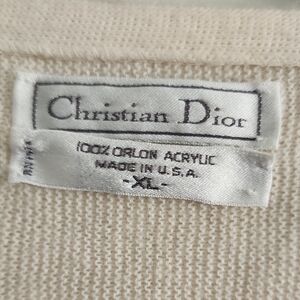 Christian Dior
100% ORLON ACRYLIC
MADE IN U.S.A.
-XL-